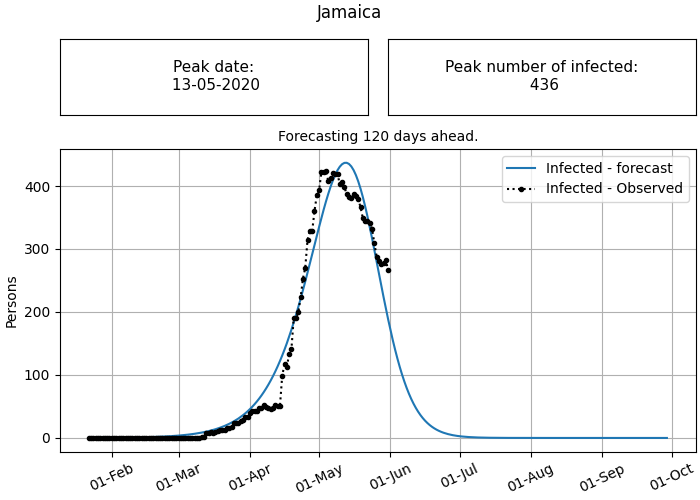 Jamaica
Peak date:
13-05-2020
Peak number of infected:
436
Forecasting 120 days ahead.
Infected - forecast
Infected - Observed
Persons
400
300
200
100
0
01-Feb
01-Mar
01-Apr
01-May
01-Jun
01-Jul
01-Aug
01-Sep
01-Oct